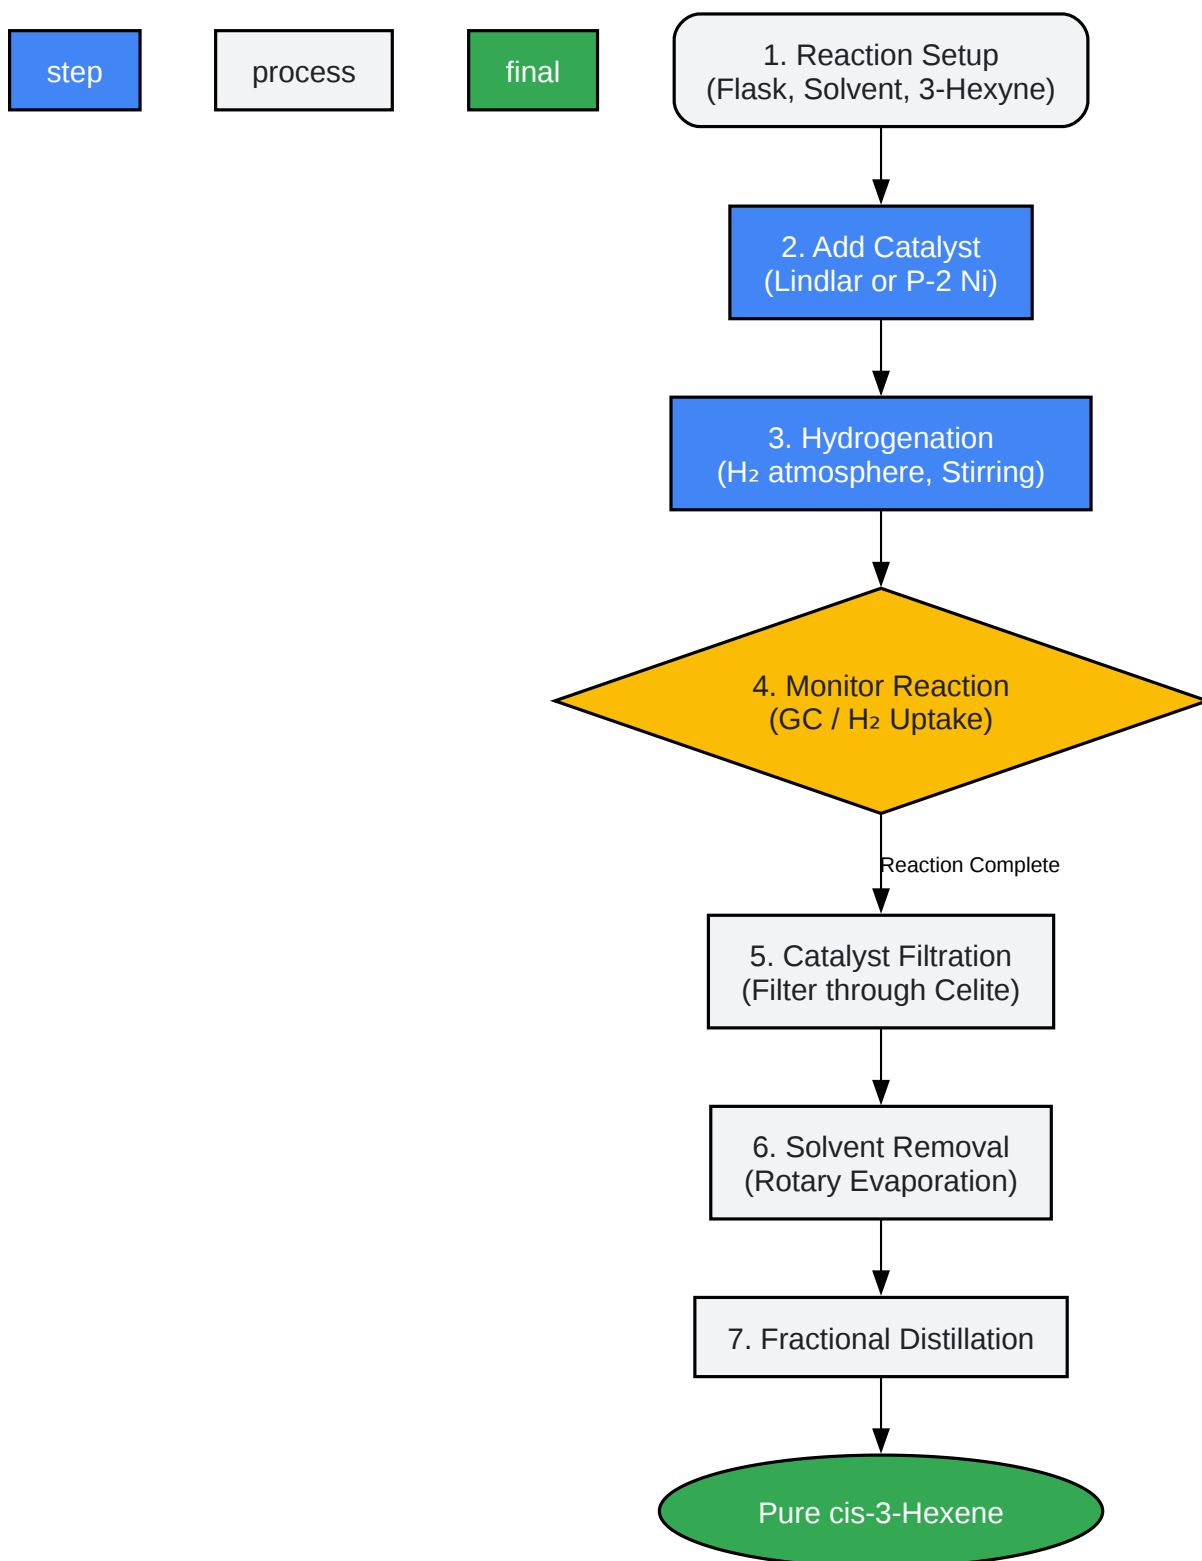 step
process
final
1. Reaction Setup
(Flask, Solvent, 3-Hexyne)
2. Add Catalyst
(Lindlar or P-2 Ni)
3. Hydrogenation
(H₂ atmosphere, Stirring)
4. Monitor Reaction
(GC / H₂ Uptake)
Reaction Complete
5. Catalyst Filtration
(Filter through Celite)
6. Solvent Removal
(Rotary Evaporation)
7. Fractional Distillation
Pure cis-3-Hexene